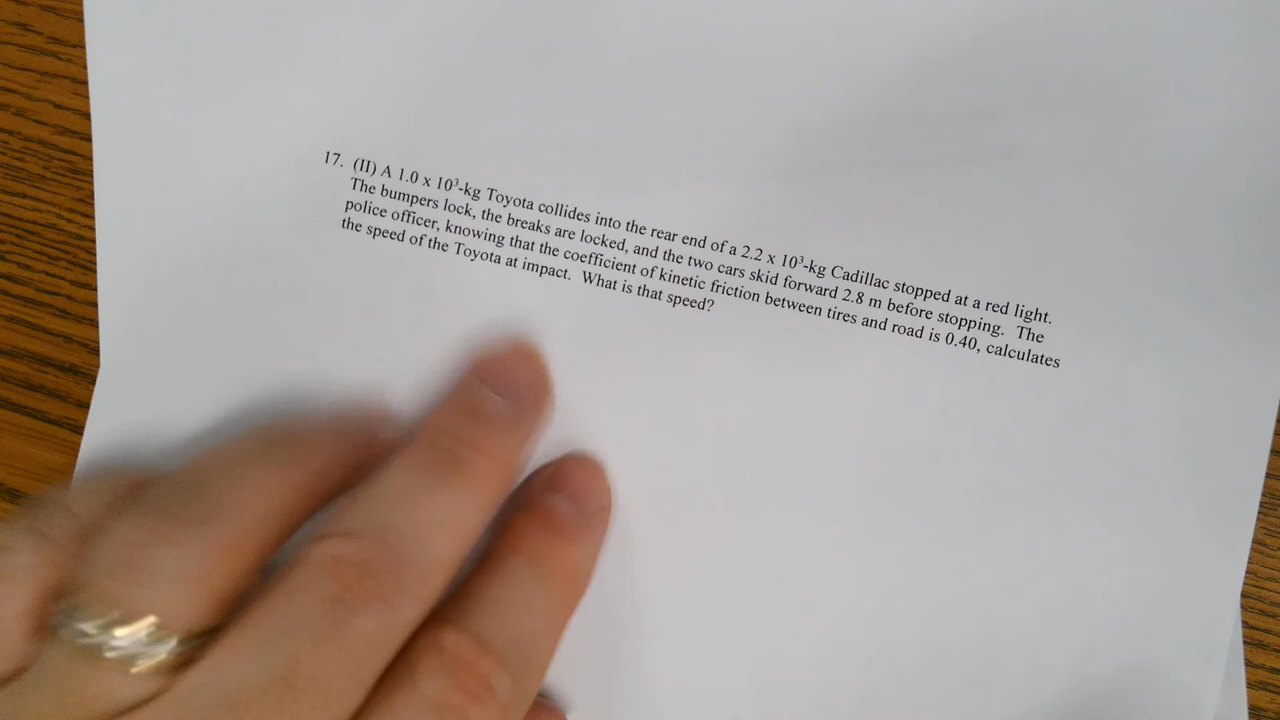 17. (II) A 1.0 x 10³-kg Toyota collides into the rear end of a 2.2 x 10³-kg Cadillac stopped at a red light.
The bumpers lock, the breaks are locked, and the two cars skid forward 2.8 m before stopping. The
police officer, knowing that the coefficient of kinetic friction between tires and road is 0.40, calculates
the speed of the Toyota at impact. What is that speed?